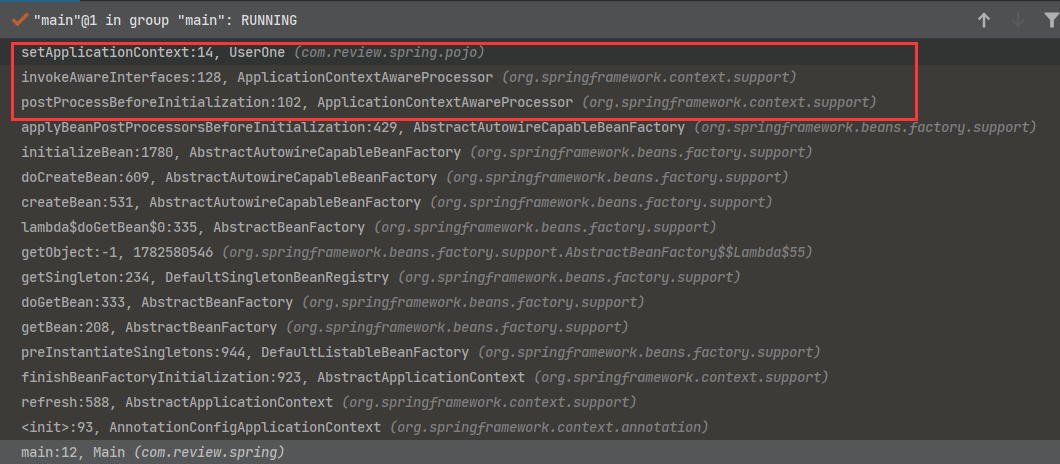 "main"@1 in group "main": RUNNING
setApplicationContext:14, UserOne (com.review.spring.pojo)
invokeAwareInterfaces:128, ApplicationContextAwareProcessor (org.springframework.context.support)
postProcessBeforeInitialization:102, ApplicationContextAwareProcessor (org.springframework.context.support)
applyBeanPostProcessorsBeforeInitialization:429, AbstractAutowireCapableBeanFactory (org.springframework.beans.factory.support)
initializeBean:1780, AbstractAutowireCapableBeanFactory (org.springframework.beans.factory.support)
doCreateBean:609, AbstractAutowireCapableBeanFactory (org.springframework.beans.factory.support)
createBean:531, AbstractAutowireCapableBeanFactory (org.springframework.beans.factory.support)
lambda$doGetBean$0:335, AbstractBeanFactory (org.springframework.beans.factory.support)
getObject:-1, 1782580546 (org.springframework.beans.factory.support.AbstractBeanFactory$$Lambda$55)
getSingleton:234, DefaultSingletonBeanRegistry (org.springframework.beans.factory.support)
doGetBean:333, AbstractBeanFactory (org.springframework.beans.factory.support)
getBean:208, AbstractBeanFactory (org.springframework.beans.factory.support)
preInstantiateSingletons:944, DefaultListableBeanFactory (org.springframework.beans.factory.support)
finishBeanFactoryInitialization:923, AbstractApplicationContext (org.springframework.context.support)
refresh:588, AbstractApplicationContext (org.springframework.context.support)
<init>:93, AnnotationConfigApplicationContext (org.springframework.context.annotation)
main:12, Main (com.review.spring)